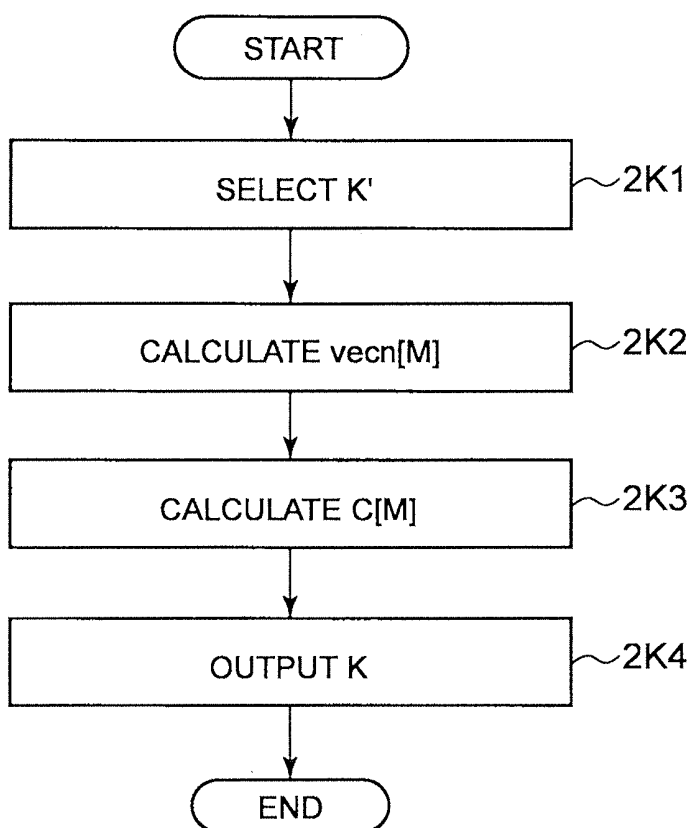 START
SELECT K'
2K1
CALCULATE vecn[M]
2K2
CALCULATE C[M]
2K3
OUTPUT K
2K4
END